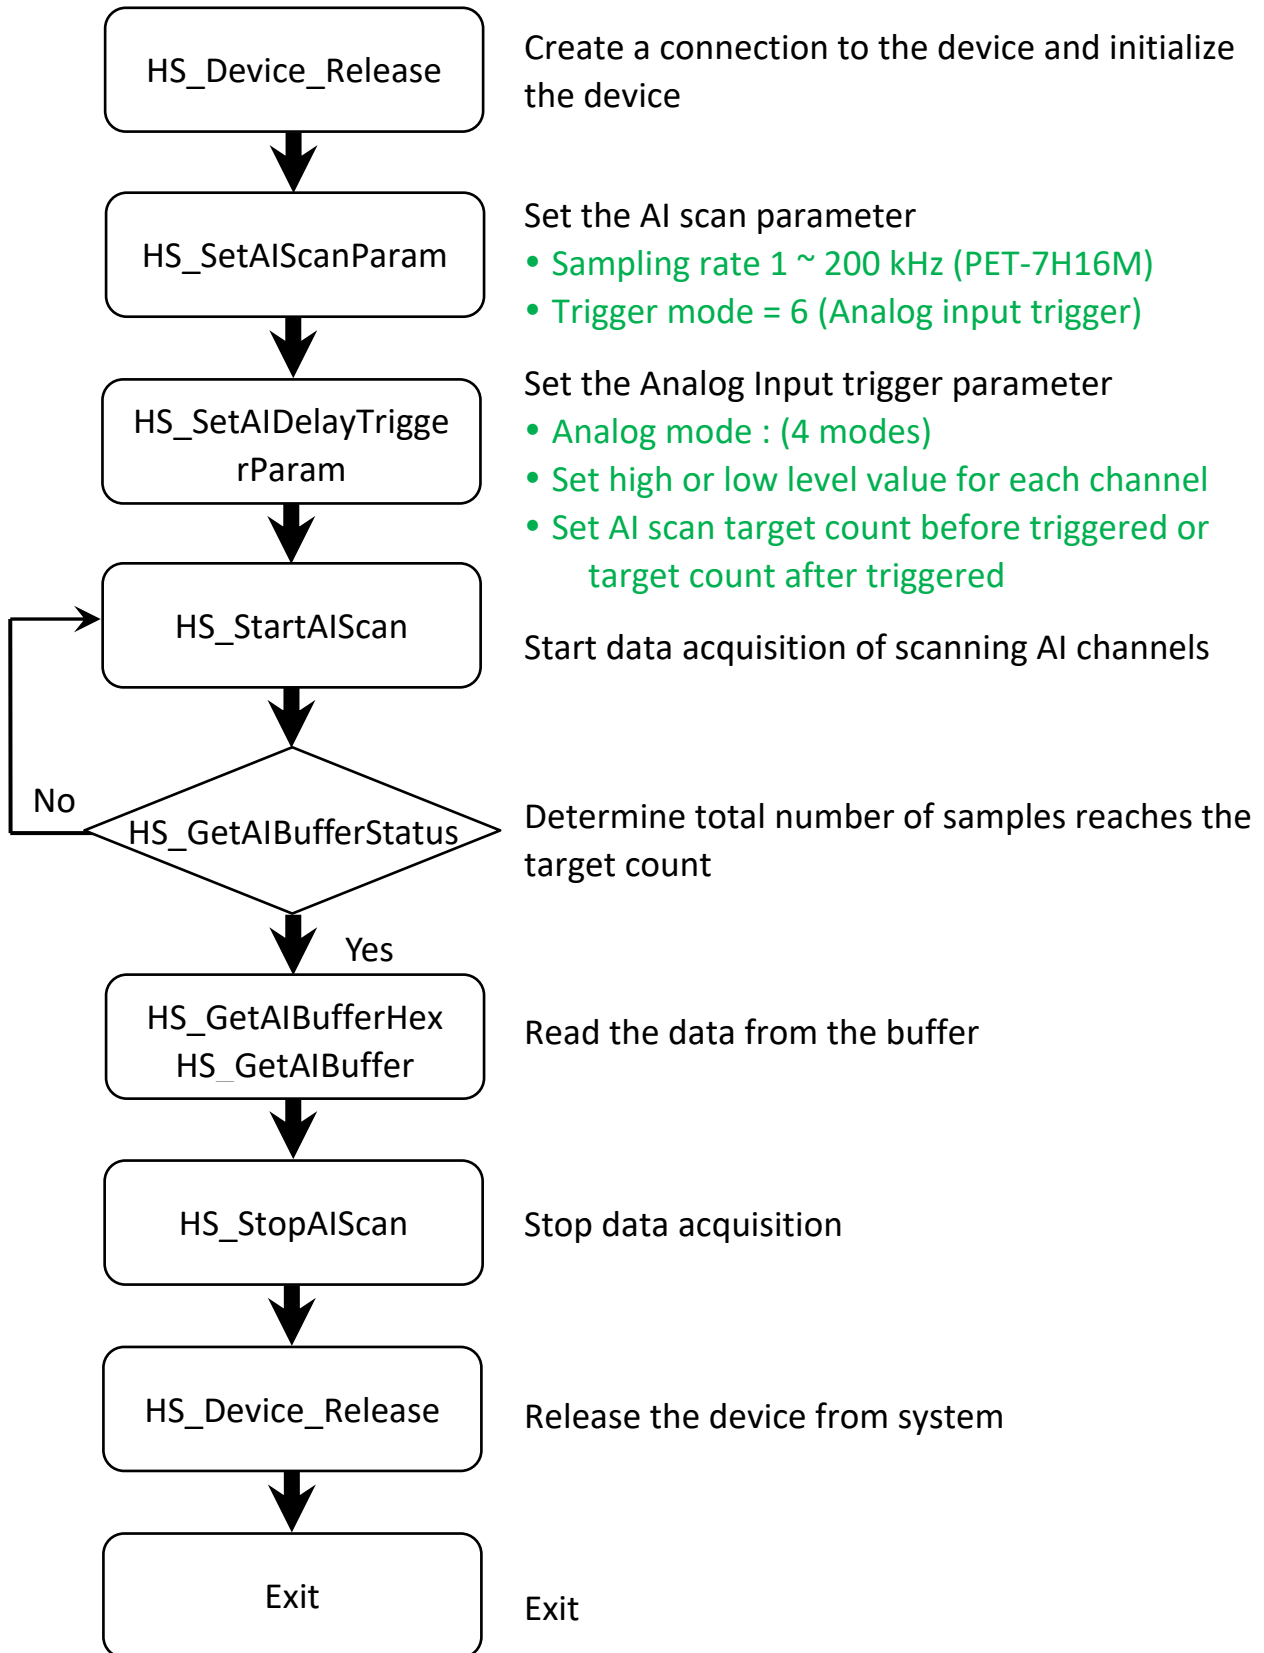 HS_Device_Release
Create a connection to the device and initialize
the device
HS_SetAIScanParam
Set the AI scan parameter
• Sampling rate 1 ~ 200 kHz (PET-7H16M)
• Trigger mode = 6 (Analog input trigger)
HS_SetAIDelayTrigge
rParam
Set the Analog Input trigger parameter
• Analog mode : (4 modes)
• Set high or low level value for each channel
• Set AI scan target count before triggered or
target count after triggered
HS_StartAIScan
Start data acquisition of scanning AI channels
No
HS_GetAIBufferStatus
Determine total number of samples reaches the
target count
Yes
HS_GetAIBufferHex
HS_GetAIBuffer
Read the data from the buffer
HS_StopAIScan
Stop data acquisition
HS_Device_Release
Release the device from system
Exit
Exit